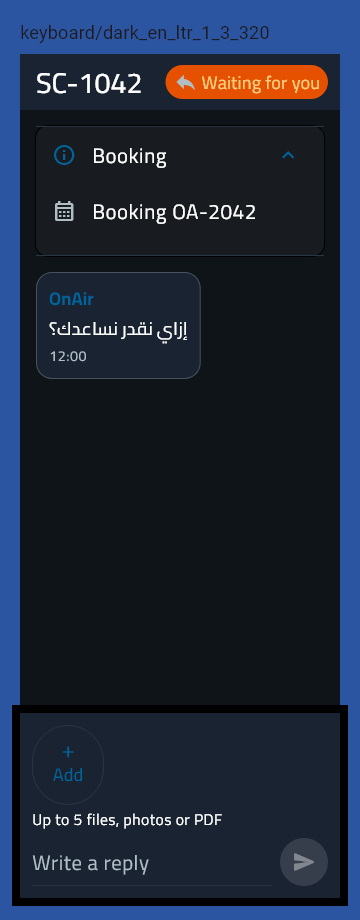 keyboard/dark_en_ltr_1_3_320
SC-1042
Waiting for you
Booking
Booking OA-2042
OnAir
إزاي نقدر نساعدك؟
12:00
+
Add
Up to 5 files, photos or PDF
Write a reply